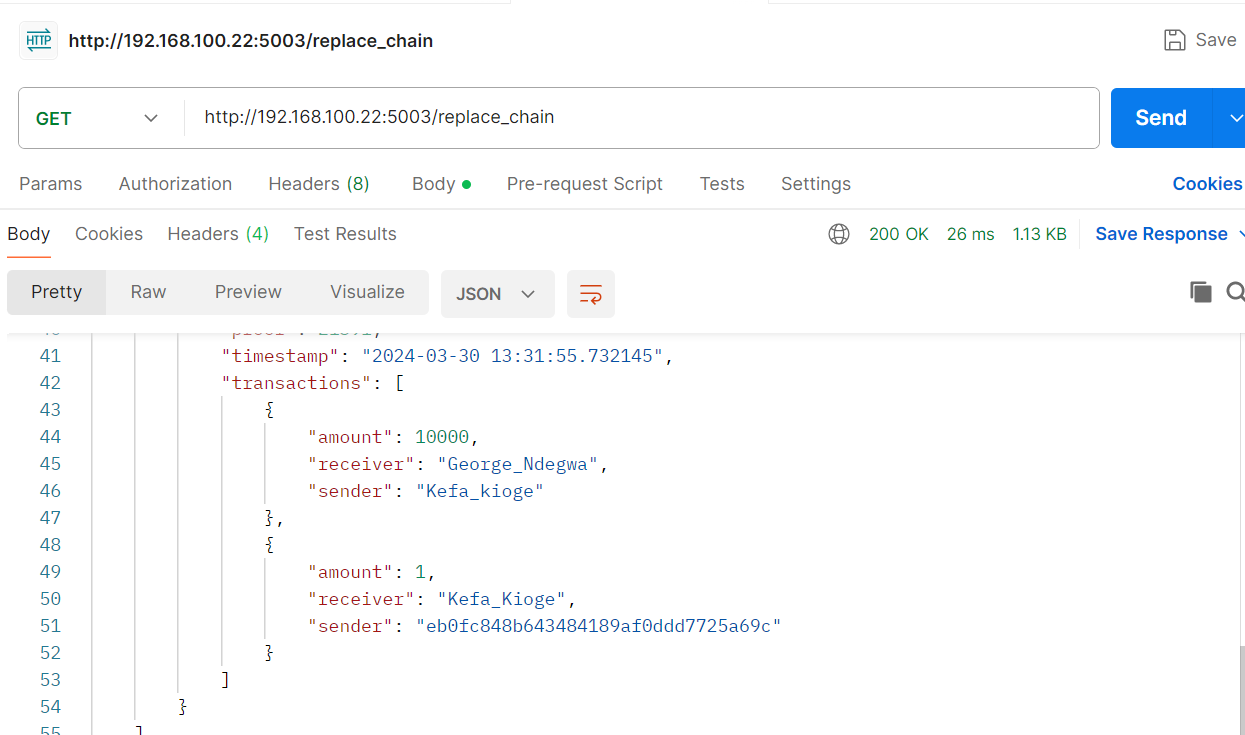 HTTP http://192.168.100.22:5003/replace_chain Save
GET http://192.168.100.22:5003/replace_chain Send
Params Authorization Headers (8) Body Pre-request Script Tests Settings Cookies
Body Cookies Headers (4) Test Results 200 OK 26 ms 1.13 KB Save Response
Pretty Raw Preview Visualize JSON
41 "timestamp": "2024-03-30 13:31:55.732145",
42 "transactions": [
43 {
44 "amount": 10000,
45 "receiver": "George_Ndegwa",
46 "sender": "Kefa_kioge"
47 },
48 {
49 "amount": 1,
50 "receiver": "Kefa_Kioge",
51 "sender": "eb0fc848b643484189af0ddd7725a69c"
52 }
53 ]
54 }
55 ]